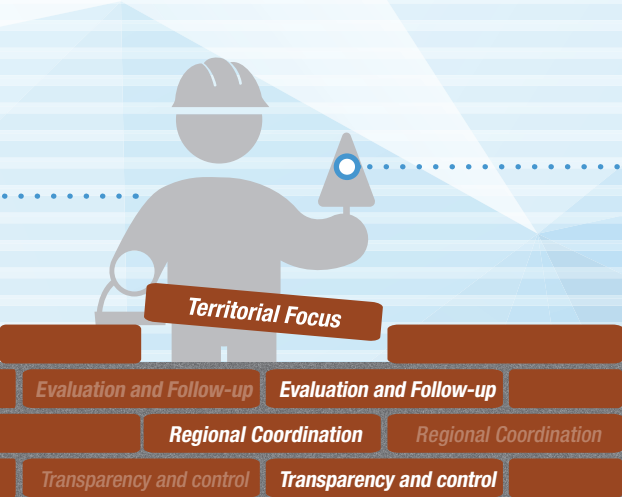 Territorial Focus
Evaluation and Follow-up Evaluation and Follow-up
Regional Coordination Regional Coordination
Transparency and control Transparency and control